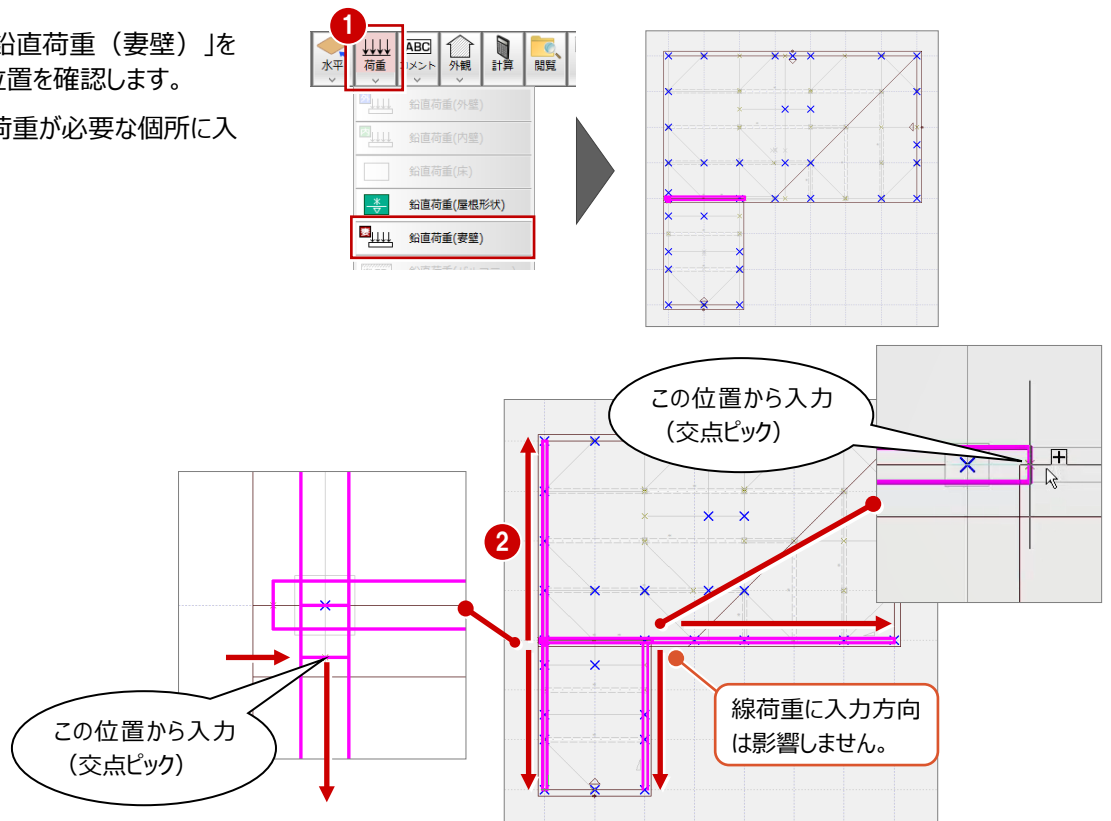 鉛直荷重（妻壁）」を
位置を確認します。
荷重が必要な個所に入
1
水平
荷重
ABC
コメント
外観
計算
閲覧
鉛直荷重(外壁)
鉛直荷重(内壁)
鉛直荷重(床)
鉛直荷重(屋根形状)
鉛直荷重(妻壁)
この位置から入力
（交点ピック）
2
この位置から入力
（交点ピック）
線荷重に入力方向
は影響しません。